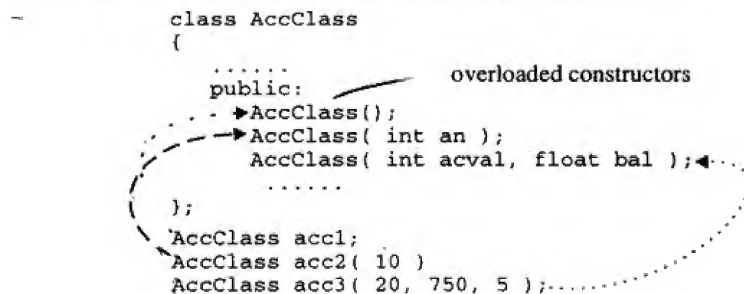 class AccClass
{
......
overloaded constructors
public:
AccClass();
AccClass( int an );
AccClass( int acval, float bal );
......
};
AccClass acc1;
AccClass acc2( 10 )
AccClass acc3( 20, 750, 5 );